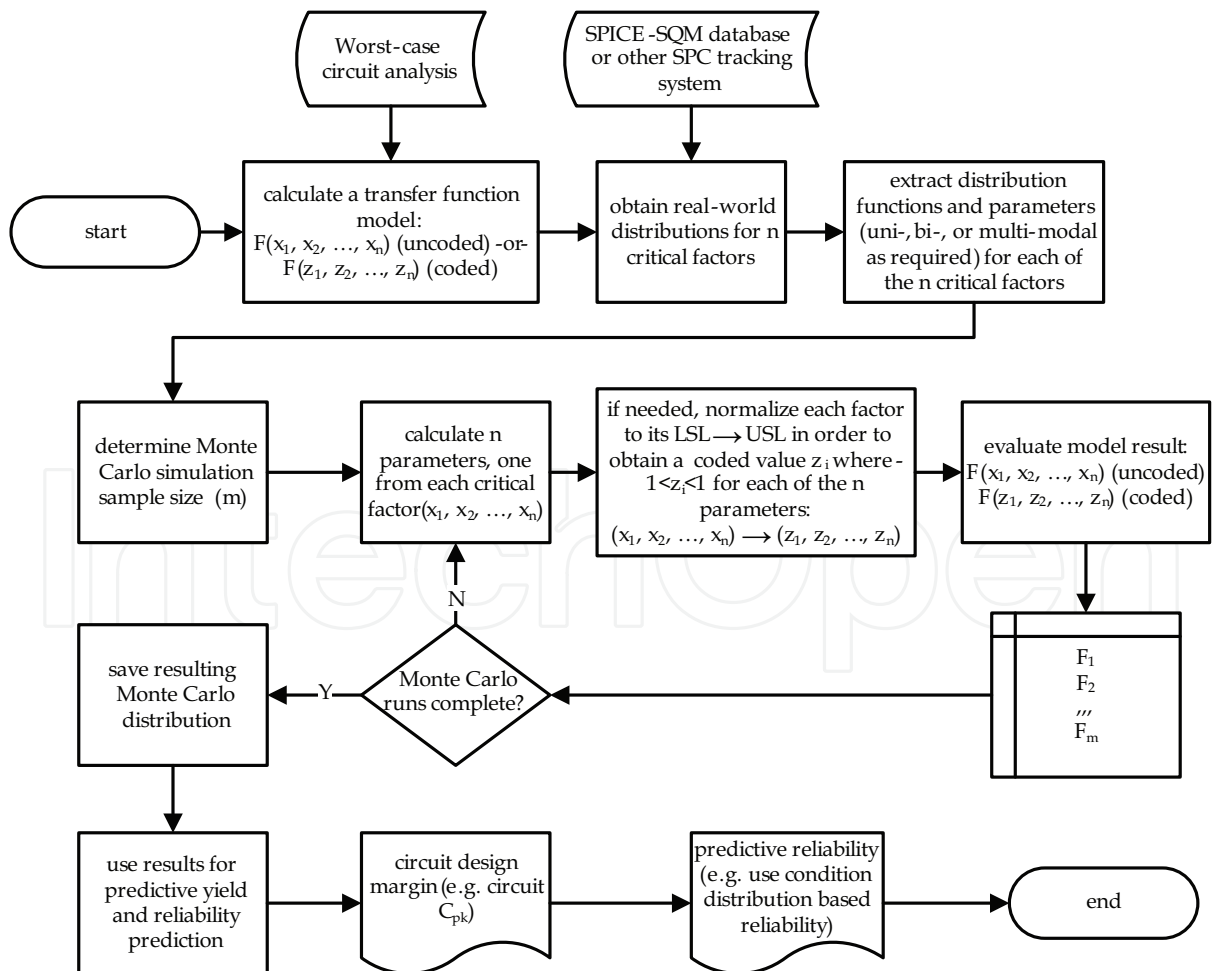 Worst-case
circuit analysis
SPICE-SQM database
or other SPC tracking
system
start
calculate a transfer function
model:
F(x₁, x₂, …, xₙ) (uncoded) -or-
F(z₁, z₂, …, zₙ) (coded)
obtain real-world
distributions for n
critical factors
extract distribution
functions and parameters
(uni-, bi-, or multi-modal
as required) for each of
the n critical factors
determine Monte
Carlo simulation
sample size (m)
calculate n
parameters, one
from each critical
factor(x₁, x₂, …, xₙ)
if needed, normalize each factor
to its LSL → USL in order to
obtain a coded value zᵢ where -
1<zᵢ<1 for each of the n
parameters:
(x₁, x₂, …, xₙ) → (z₁, z₂, …, zₙ)
evaluate model result:
F(x₁, x₂, …, xₙ) (uncoded)
F(z₁, z₂, …, zₙ) (coded)
IntechOpen
N
save resulting
Monte Carlo
distribution
Y
Monte Carlo
runs complete?
F₁
F₂
,,,
Fₘ
use results for
predictive yield
and reliability
prediction
circuit design
margin (e.g. circuit
Cₚₖ)
predictive reliability
(e.g. use condition
distribution based
reliability)
end